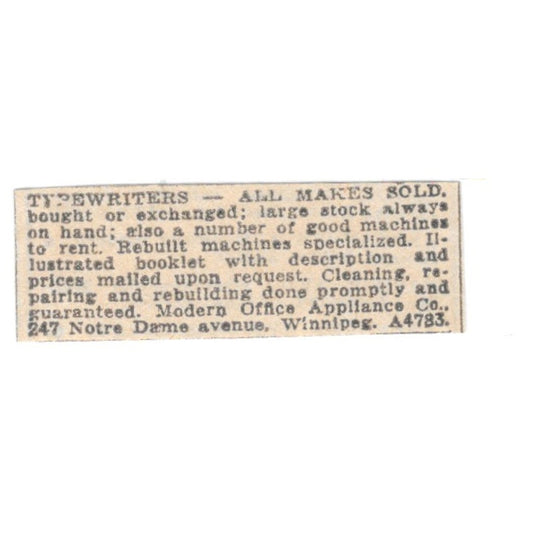 TYPEWRITERS — ALL MAKES SOLD,
bought or exchanged; large stock always
on hand; also a number of good machines
to rent. Rebuilt machines specialized. Il-
lustrated booklet with description and
prices mailed upon request. Cleaning, re-
pairing and rebuilding done promptly and
guaranteed. Modern Office Appliance Co.,
247 Notre Dame avenue, Winnipeg. A4783.